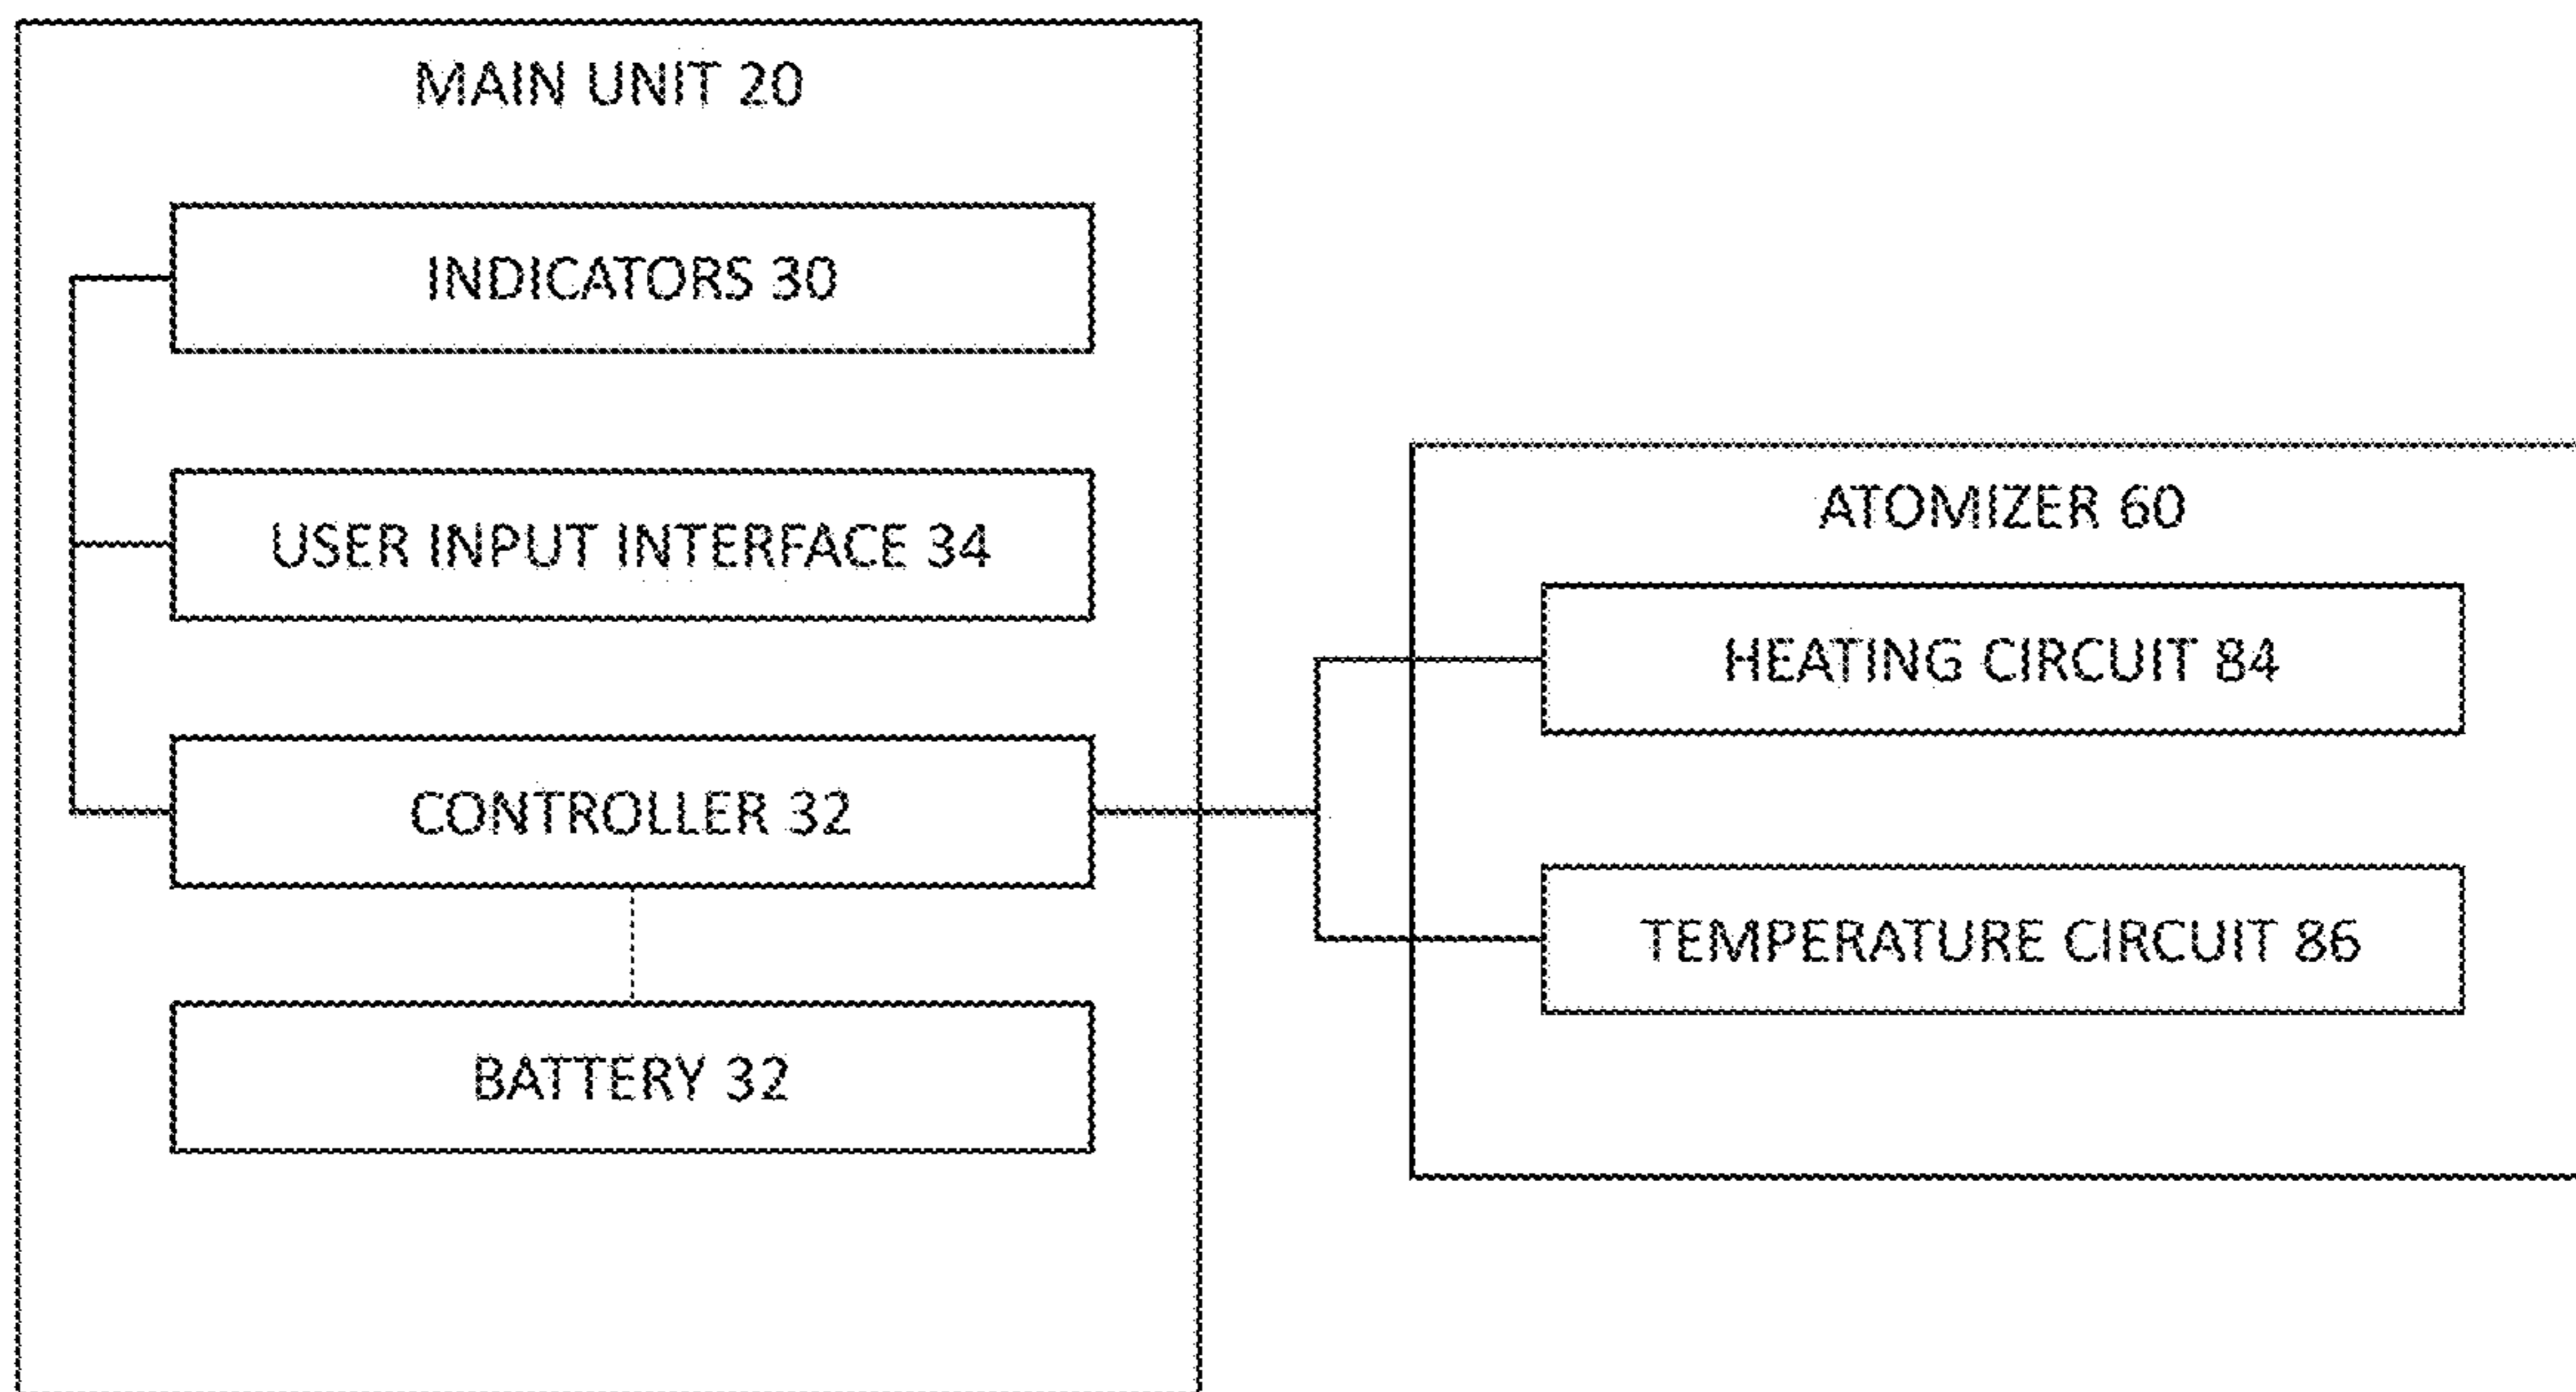 MAIN UNIT 20
INDICATORS 30
USER INPUT INTERFACE 34
CONTROLLER 32
BATTERY 32
ATOMIZER 60
HEATING CIRCUIT 84
TEMPERATURE CIRCUIT 86